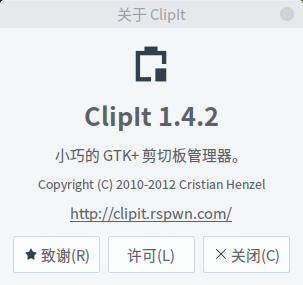 关于 ClipIt
ClipIt 1.4.2
小巧的 GTK+ 剪切板管理器。
Copyright (C) 2010-2012 Cristian Henzel
http://clipit.rspwn.com/
致谢(R) 许可(L) 关闭(C)